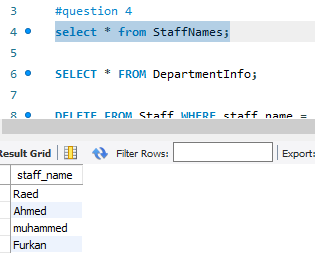 3 #question 4
4 select * from StaffNames;
5
6 SELECT * FROM DepartmentInfo;
7
8 DELETE FROM Staff WHERE staff_name =
Result Grid Filter Rows: Export:
staff_name
Raed
Ahmed
muhammed
Furkan